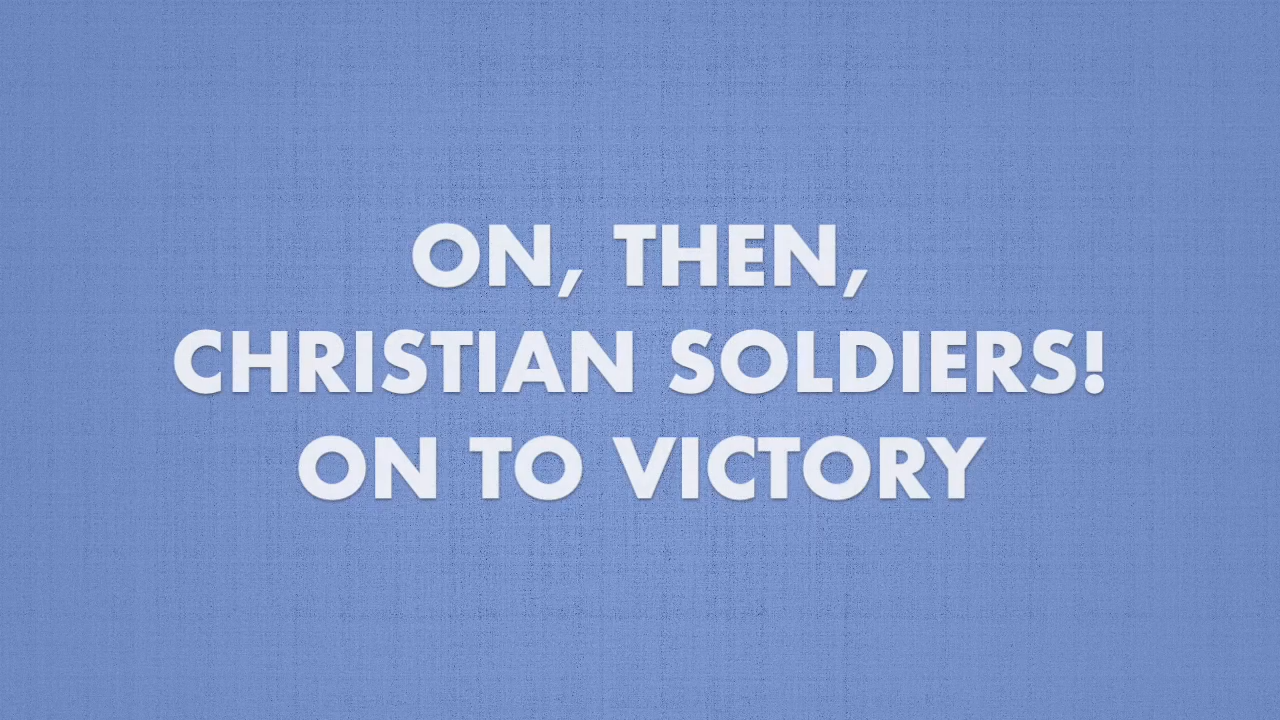 ON, THEN,
CHRISTIAN SOLDIERS!
ON TO VICTORY